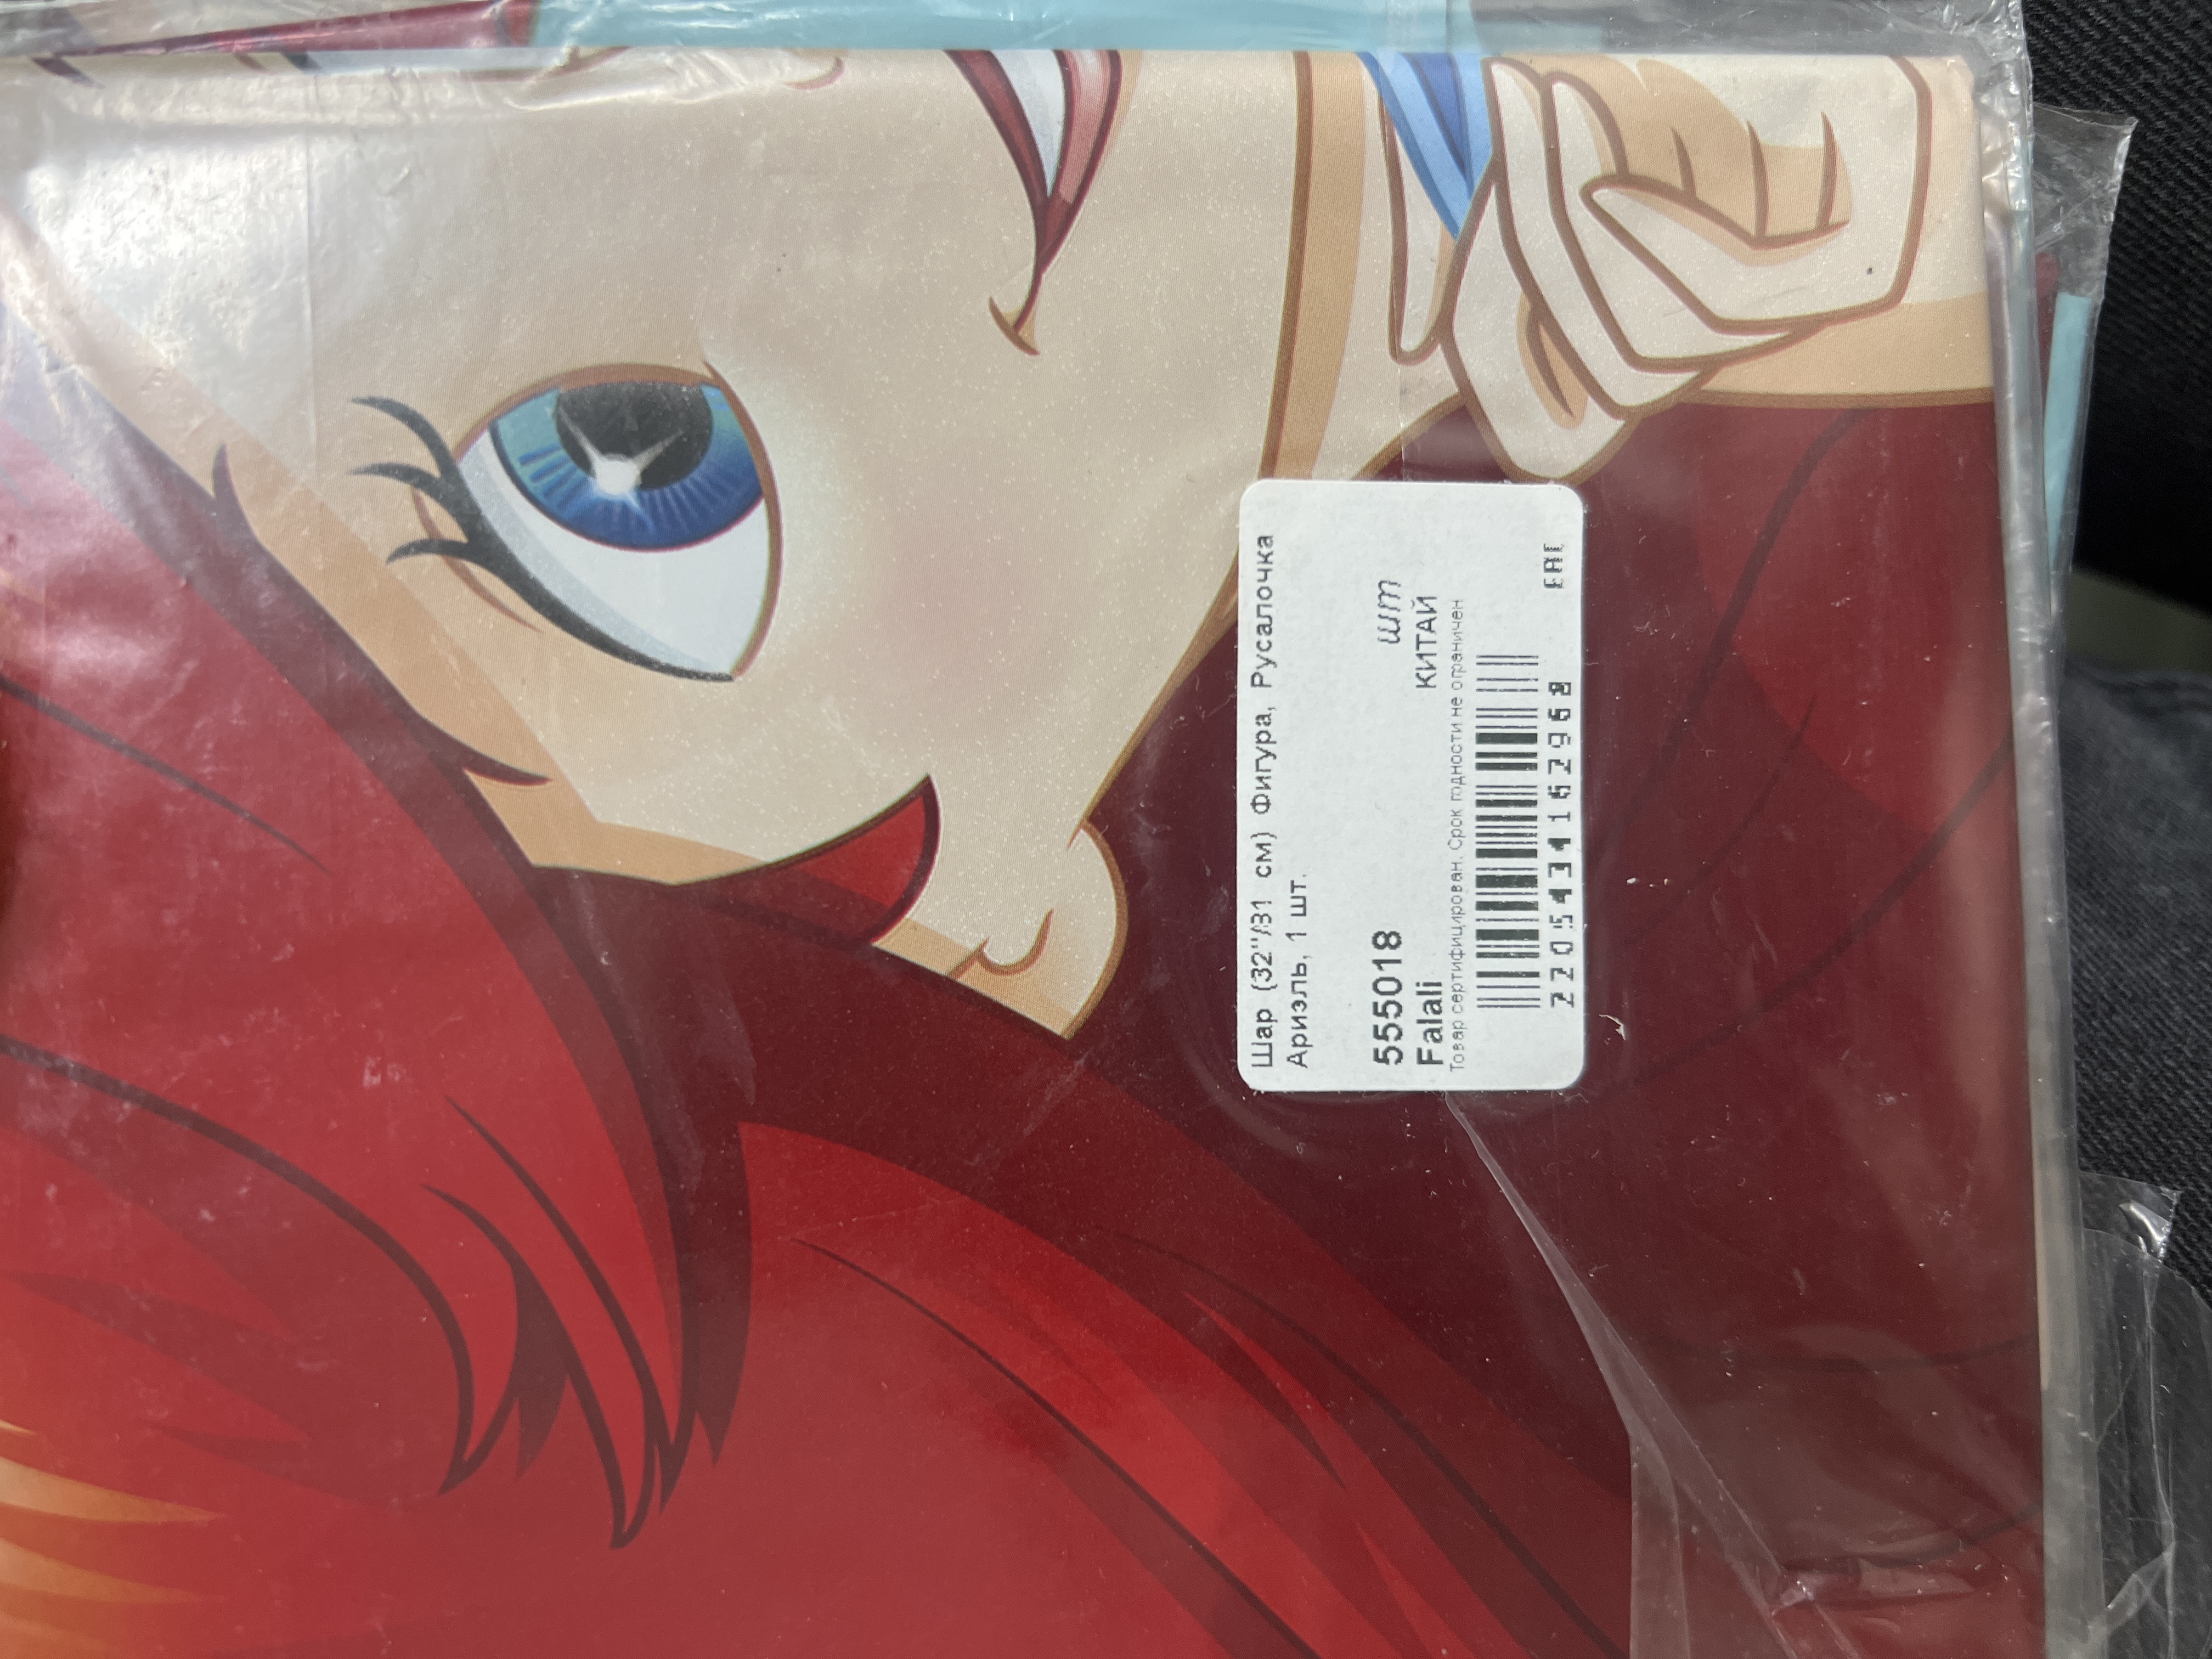 Шар (32''/81 см) Фигура, Русалочка
Ариэль, 1 шт.
шт
5555018
Falali
КИТАЙ
Товар сертифицирован. Срок годности не ограничен
2205434162968
EAC